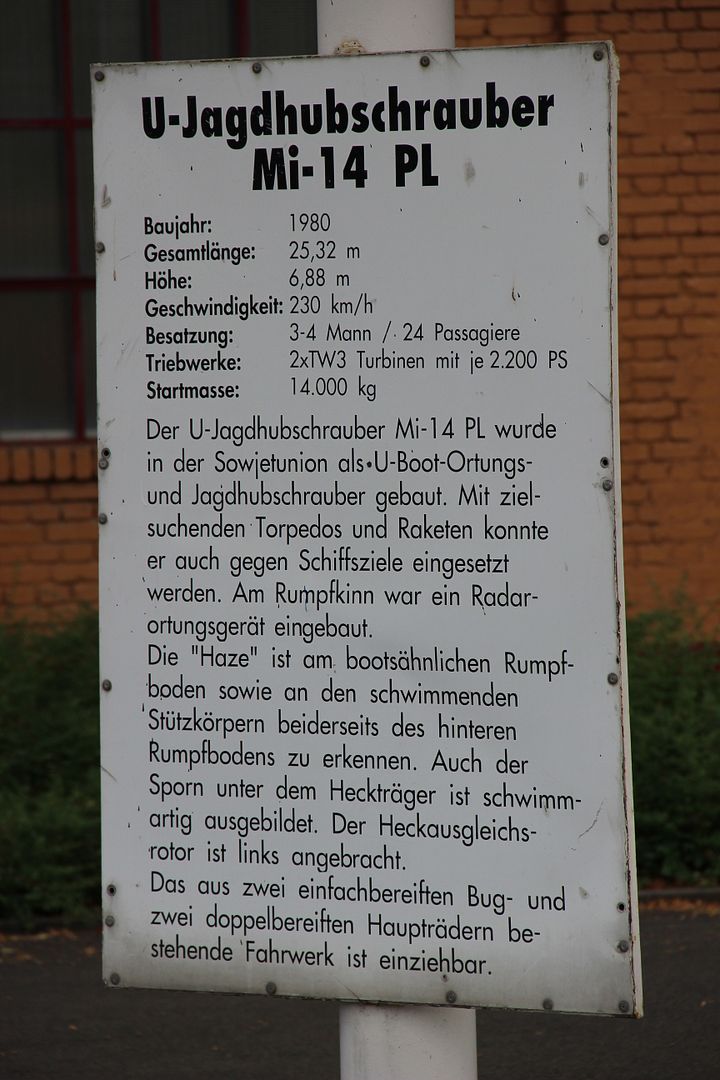 U-Jagdhubschrauber
Mi-14 PL
Baujahr: 1980
Gesamtlänge: 25,32 m
Höhe: 6,88 m
Geschwindigkeit: 230 km/h
Besatzung: 3-4 Mann / 24 Passagiere
Triebwerke: 2xTW3 Turbinen mit je 2.200 PS
Startmasse: 14.000 kg
Der U-Jagdhubschrauber Mi-14 PL wurde
in der Sowjetunion als U-Boot-Ortungs-
und Jagdhubschrauber gebaut. Mit ziel-
suchenden Torpedos und Raketen konnte
er auch gegen Schiffsziele eingesetzt
werden. Am Rumpfkinn war ein Radar-
ortungsgerät eingebaut.
Die "Haze" ist am bootsähnlichen Rumpf-
boden sowie an den schwimmenden
Stützkörpern beiderseits des hinteren
Rumpfbodens zu erkennen. Auch der
Sporn unter dem Heckträger ist schwimm-
artig ausgebildet. Der Heckausgleichs-
rotor ist links angebracht.
Das aus zwei einfachbereiften Bug- und
zwei doppelbereiften Haupträdern be-
stehende Fahrwerk ist einziehbar.